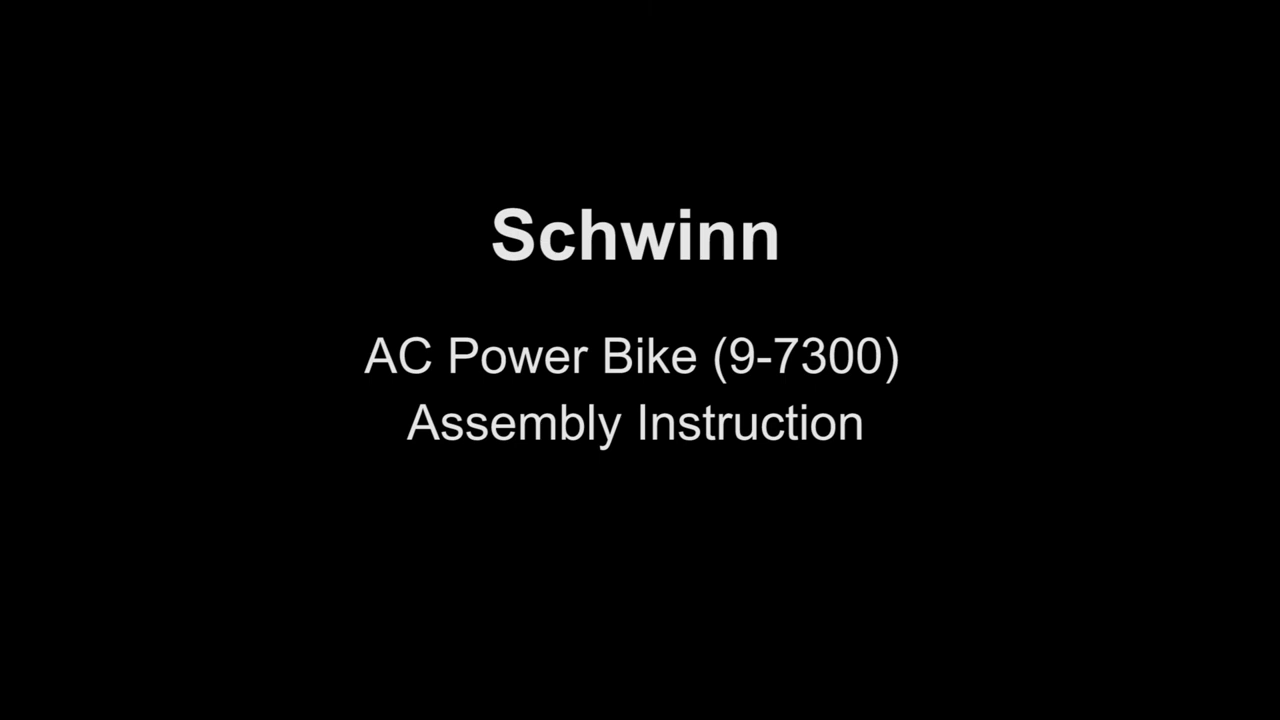 Schwinn
AC Power Bike (9-7300)
Assembly Instruction